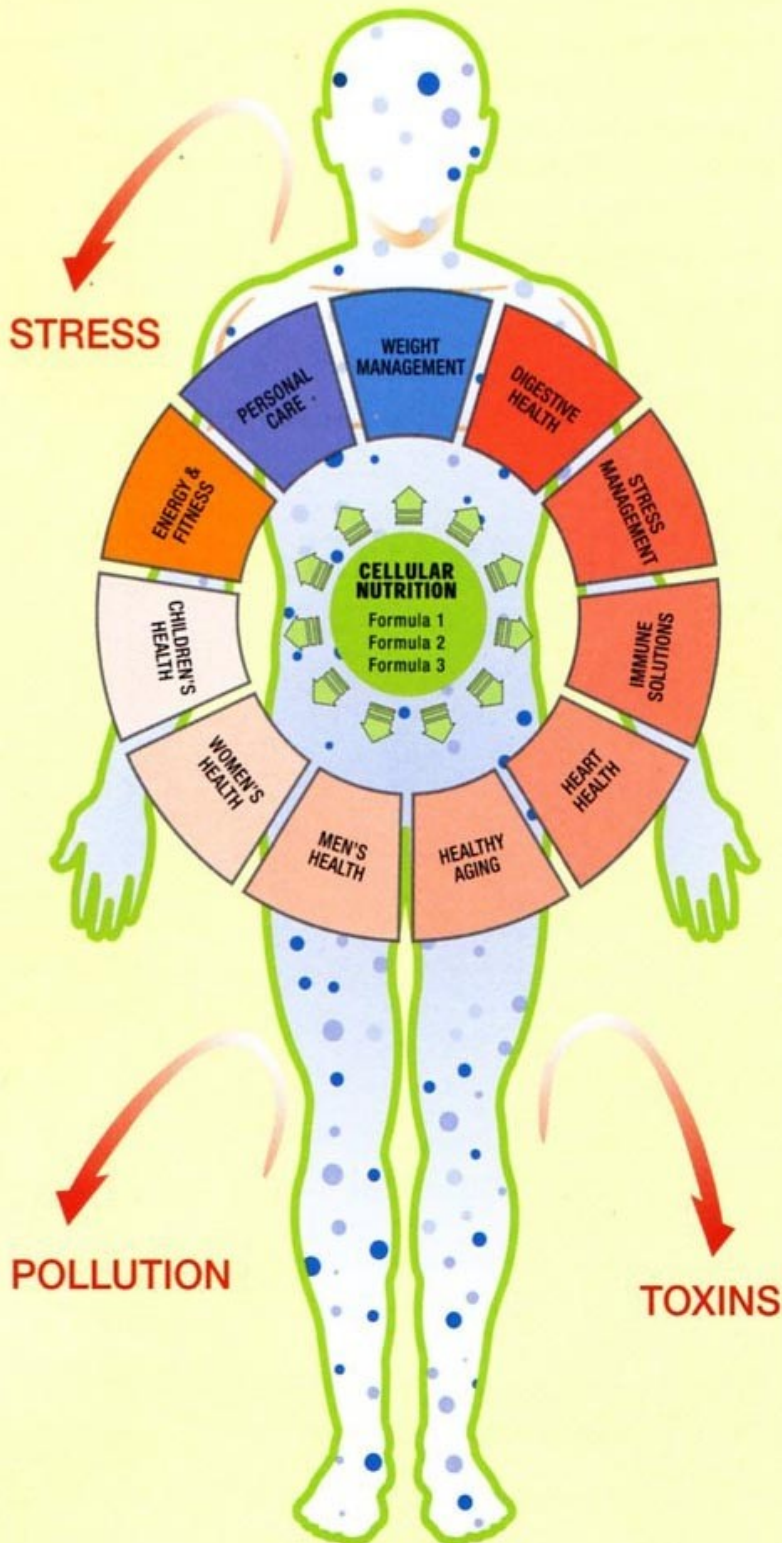 STRESS
WEIGHT
MANAGEMENT
DIGESTIVE
HEALTH
STRESS
MANAGEMENT
IMMUNE
SOLUTIONS
HEART
HEALTH
HEALTHY
AGING
MEN'S
HEALTH
WOMEN'S
HEALTH
CHILDREN'S
HEALTH
ENERGY &
FITNESS
PERSONAL
CARE
CELLULAR
NUTRITION
Formula 1
Formula 2
Formula 3
POLLUTION
TOXINS